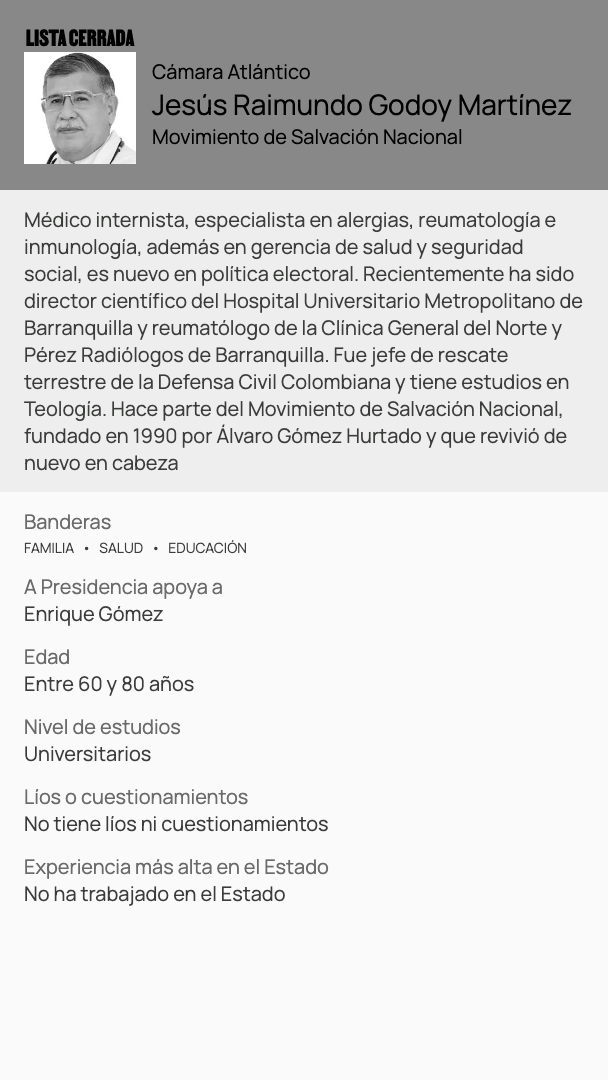 LISTA CERRADA
Cámara Atlántico
Jesús Raimundo Godoy Martínez
Movimiento de Salvación Nacional
Médico internista, especialista en alergias, reumatología e
inmunología, además en gerencia de salud y seguridad
social, es nuevo en política electoral. Recientemente ha sido
director científico del Hospital Universitario Metropolitano de
Barranquilla y reumatólogo de la Clínica General del Norte y
Pérez Radiólogos de Barranquilla. Fue jefe de rescate
terrestre de la Defensa Civil Colombiana y tiene estudios en
Teología. Hace parte del Movimiento de Salvación Nacional,
fundado en 1990 por Álvaro Gómez Hurtado y que revivió de
nuevo en cabeza
Banderas
FAMILIA • SALUD • EDUCACIÓN
A Presidencia apoya a
Enrique Gómez
Edad
Entre 60 y 80 años
Nivel de estudios
Universitarios
Líos o cuestionamientos
No tiene líos ni cuestionamientos
Experiencia más alta en el Estado
No ha trabajado en el Estado